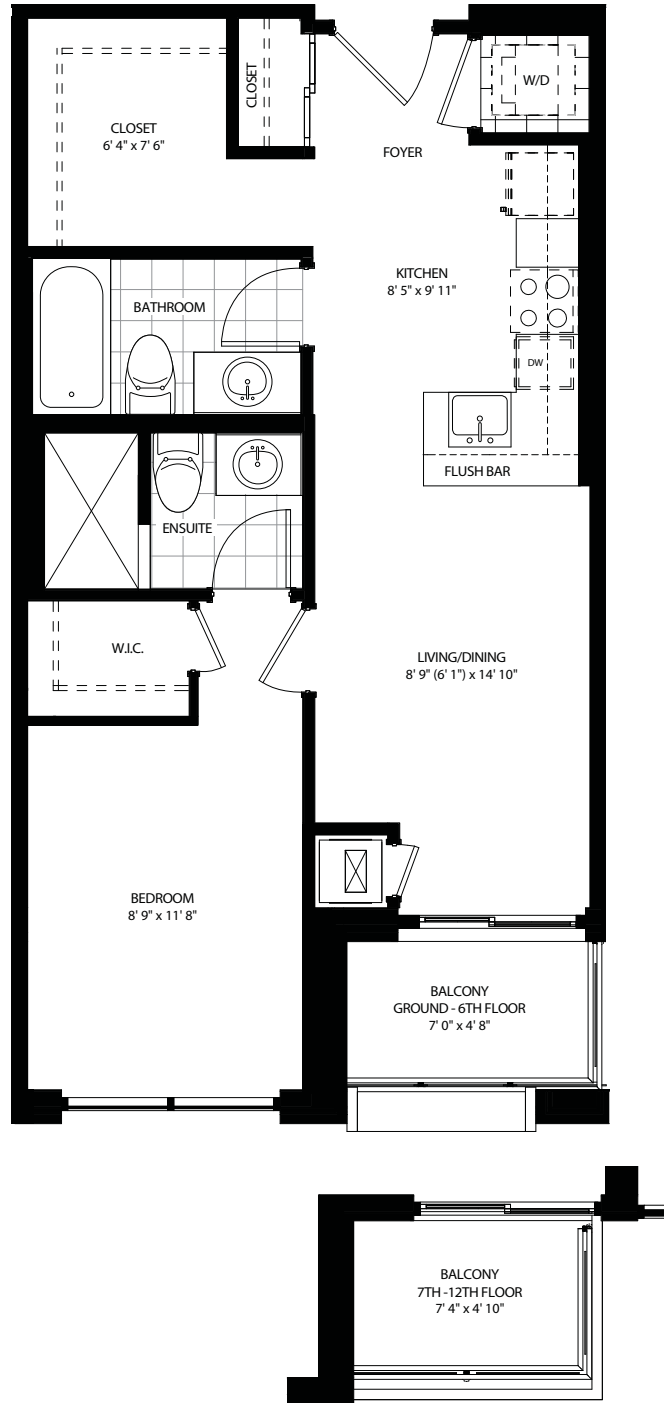 CLOSET
W/D
CLOSET
6' 4" x 7' 6"
FOYER
KITCHEN
8' 5" x 9' 11"
BATHROOM
DW
FLUSH BAR
ENSUITE
W.I.C.
LIVING/DINING
8' 9" (6' 1") x 14' 10"
BEDROOM
8' 9" x 11' 8"
BALCONY
GROUND - 6TH FLOOR
7' 0" x 4' 8"
BALCONY
7TH -12TH FLOOR
7' 4" x 4' 10"